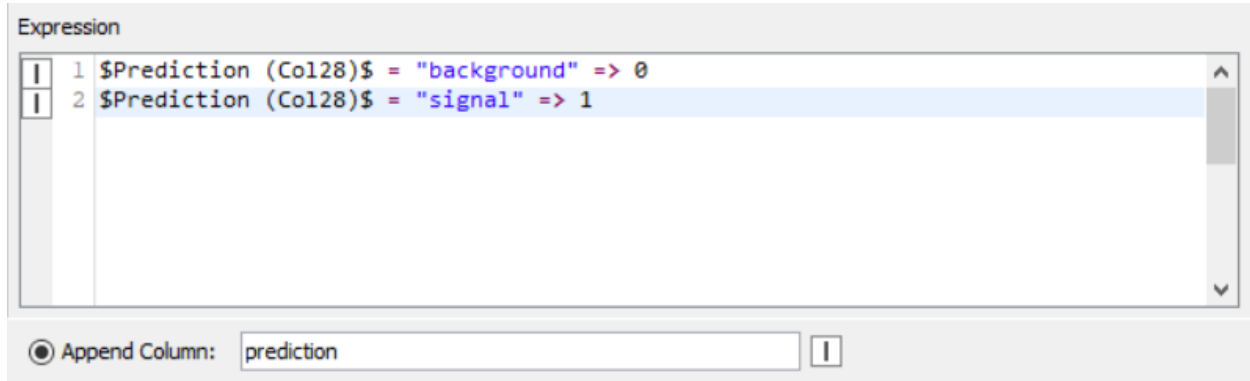 Expression
1 $Prediction (Col28)$ = "background" => 0
2 $Prediction (Col28)$ = "signal" => 1
Append Column: prediction